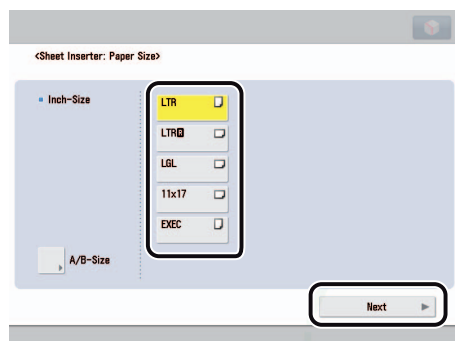 <Sheet Inserter: Paper Size>
Inch-Size
LTR
LTRR
LGL
11x17
EXEC
A/B-Size
Next